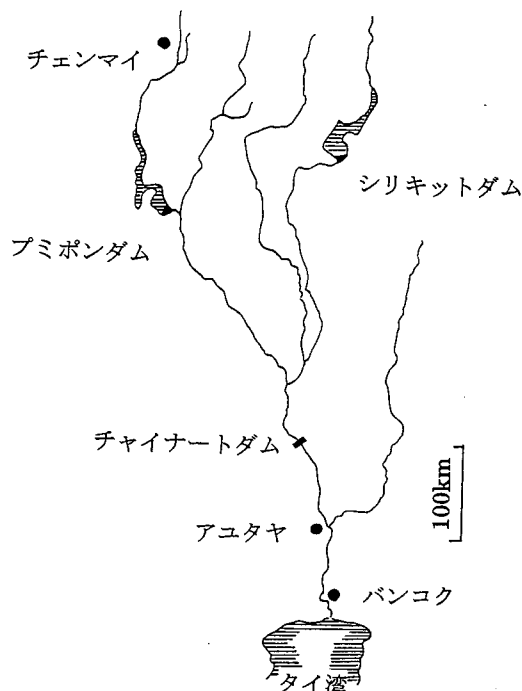 チェンマイ
シリキットダム
プミポンダム
チャイナートダム
100km
アユタヤ
バンコク
タイ湾